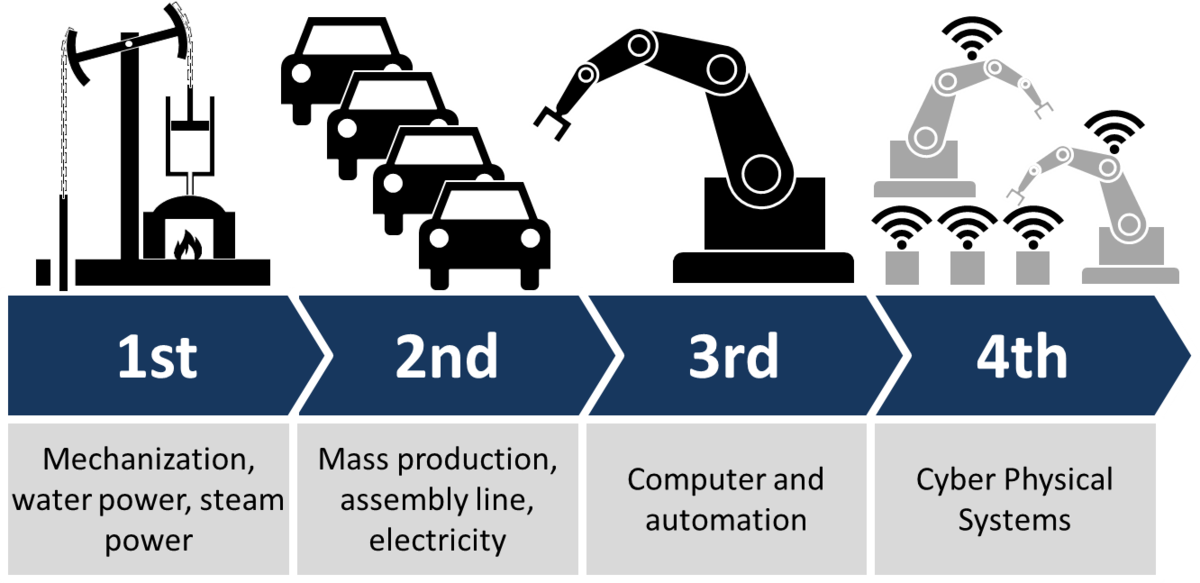 1st
2nd
3rd
4th
Mechanization,
water power, steam
power
Mass production,
assembly line,
electricity
Computer and
automation
Cyber Physical
Systems